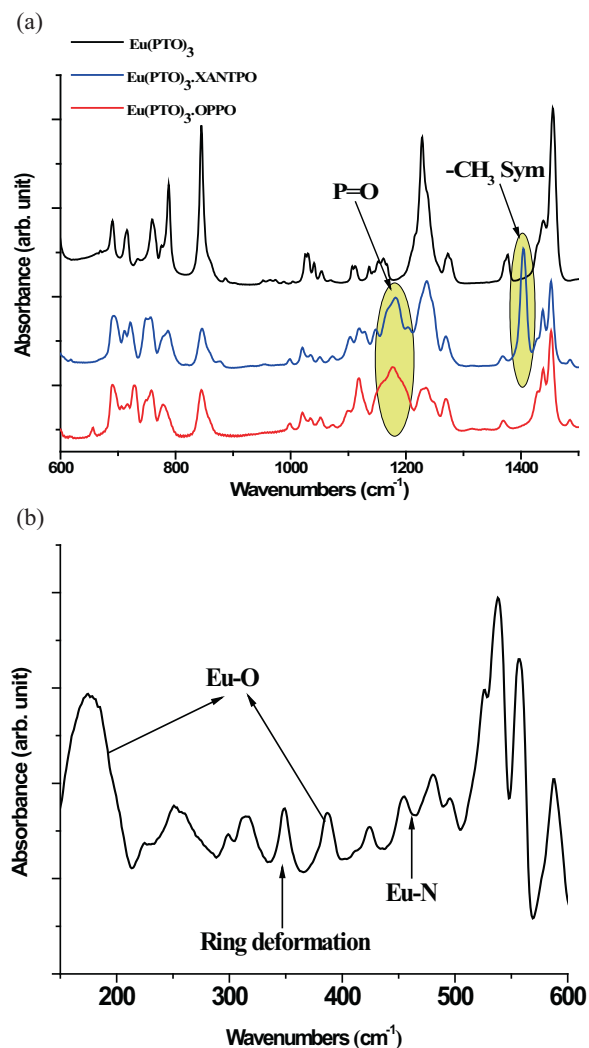 (a)
Eu(PTO)3
Eu(PTO)3.XANTPO
Eu(PTO)3.OPPO
P=O
-CH3 Sym
Absorbance (arb. unit)
600 800 1000 1200 1400
Wavenumbers (cm-1)
(b)
Absorbance (arb. unit)
Eu-O
Eu-N
Ring deformation
200 300 400 500 600
Wavenumbers (cm-1)